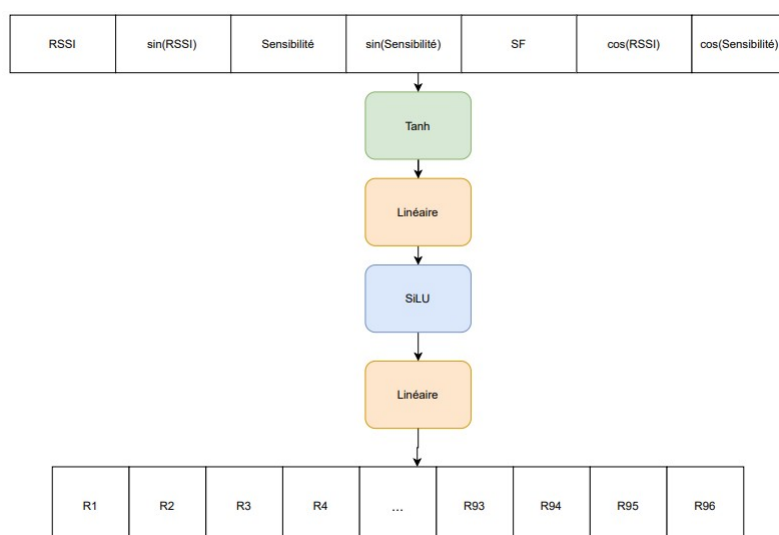 RSSI sin(RSSI) Sensibilité sin(Sensibilité) SF cos(RSSI) cos(Sensibilité)
Tanh
Linéaire
SiLU
Linéaire
R1 R2 R3 R4 ... R93 R94 R95 R96